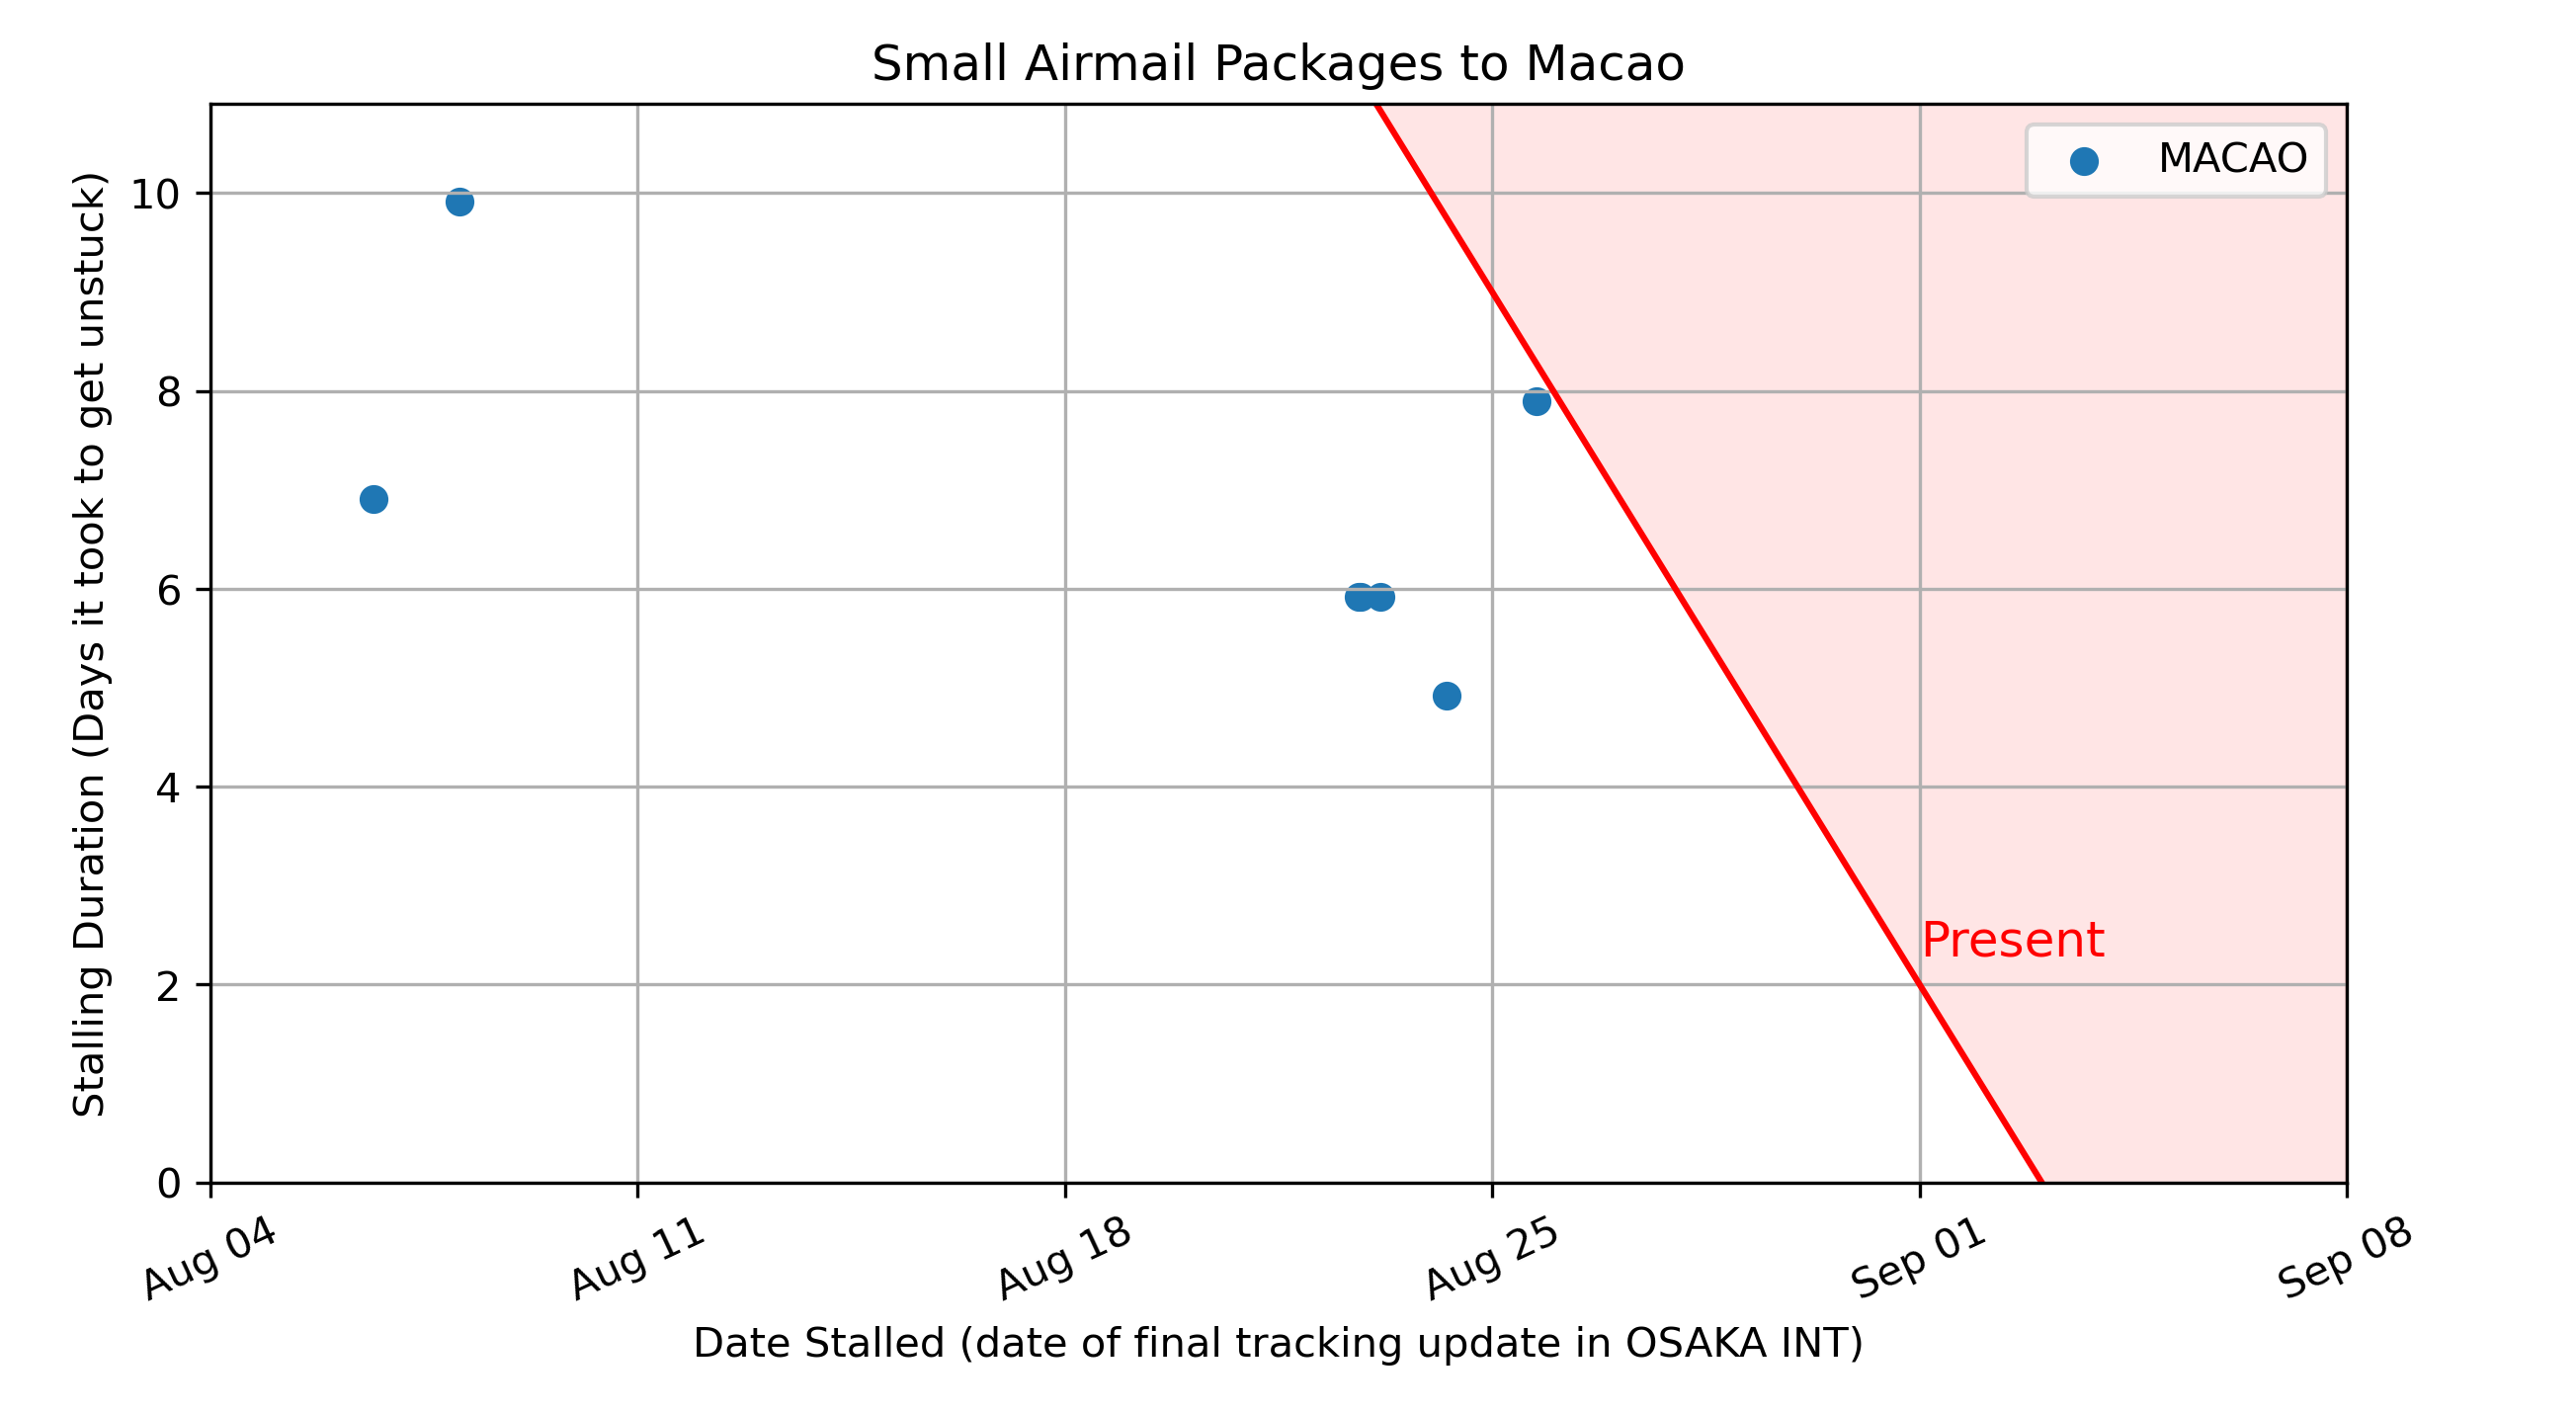 Small Airmail Packages to Macao
Stalling Duration (Days it took to get unstuck)
10
8
6
4
2
0
MACAO
Present
Aug 04
Aug 11
Aug 18
Aug 25
Sep 01
Sep 08
Date Stalled (date of final tracking update in OSAKA INT)